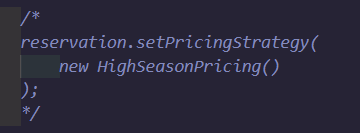 /*
reservation.setPricingStrategy(
new HighSeasonPricing()
);
*/